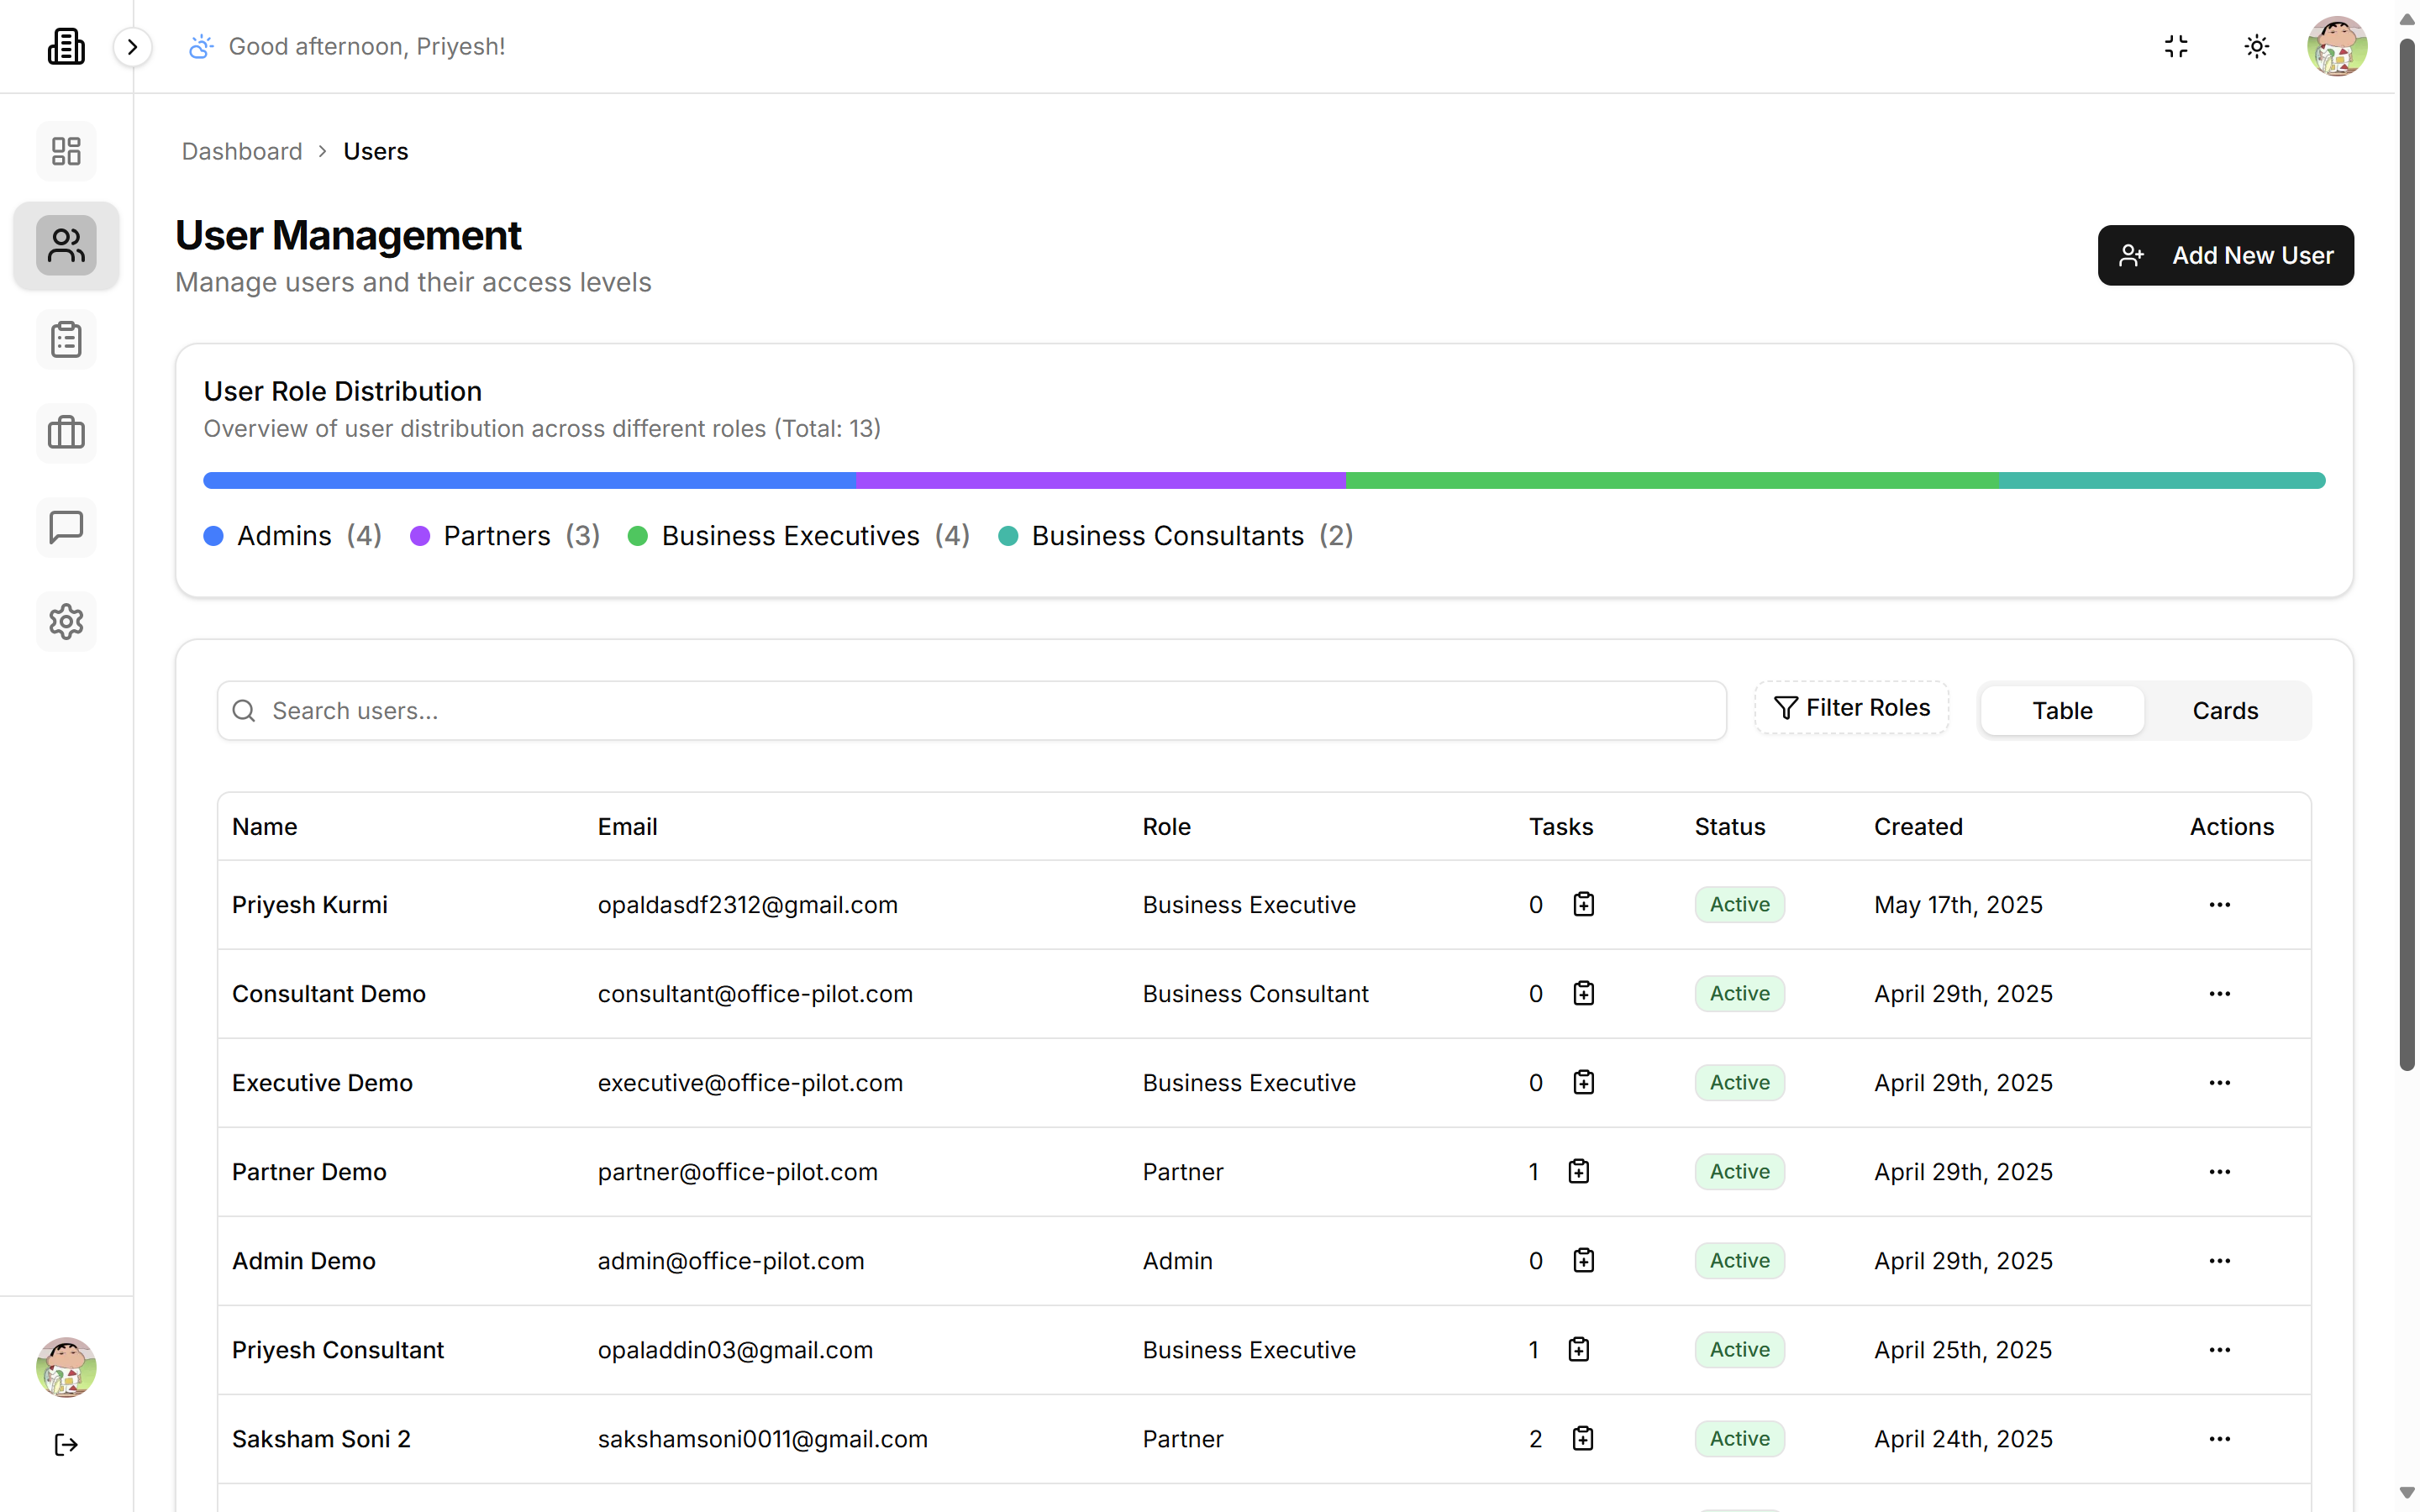 Good afternoon, Priyesh!
Dashboard > Users
User Management
Manage users and their access levels
Add New User
User Role Distribution
Overview of user distribution across different roles (Total: 13)
Admins (4) Partners (3) Business Executives (4) Business Consultants (2)
Search users...
Filter Roles
Table Cards
Name Email Role Tasks Status Created Actions
Priyesh Kurmi opaldasdf2312@gmail.com Business Executive 0 Active May 17th, 2025
Consultant Demo consultant@office-pilot.com Business Consultant 0 Active April 29th, 2025
Executive Demo executive@office-pilot.com Business Executive 0 Active April 29th, 2025
Partner Demo partner@office-pilot.com Partner 1 Active April 29th, 2025
Admin Demo admin@office-pilot.com Admin 0 Active April 29th, 2025
Priyesh Consultant opaladdin03@gmail.com Business Executive 1 Active April 25th, 2025
Saksham Soni 2 sakshamsoni0011@gmail.com Partner 2 Active April 24th, 2025